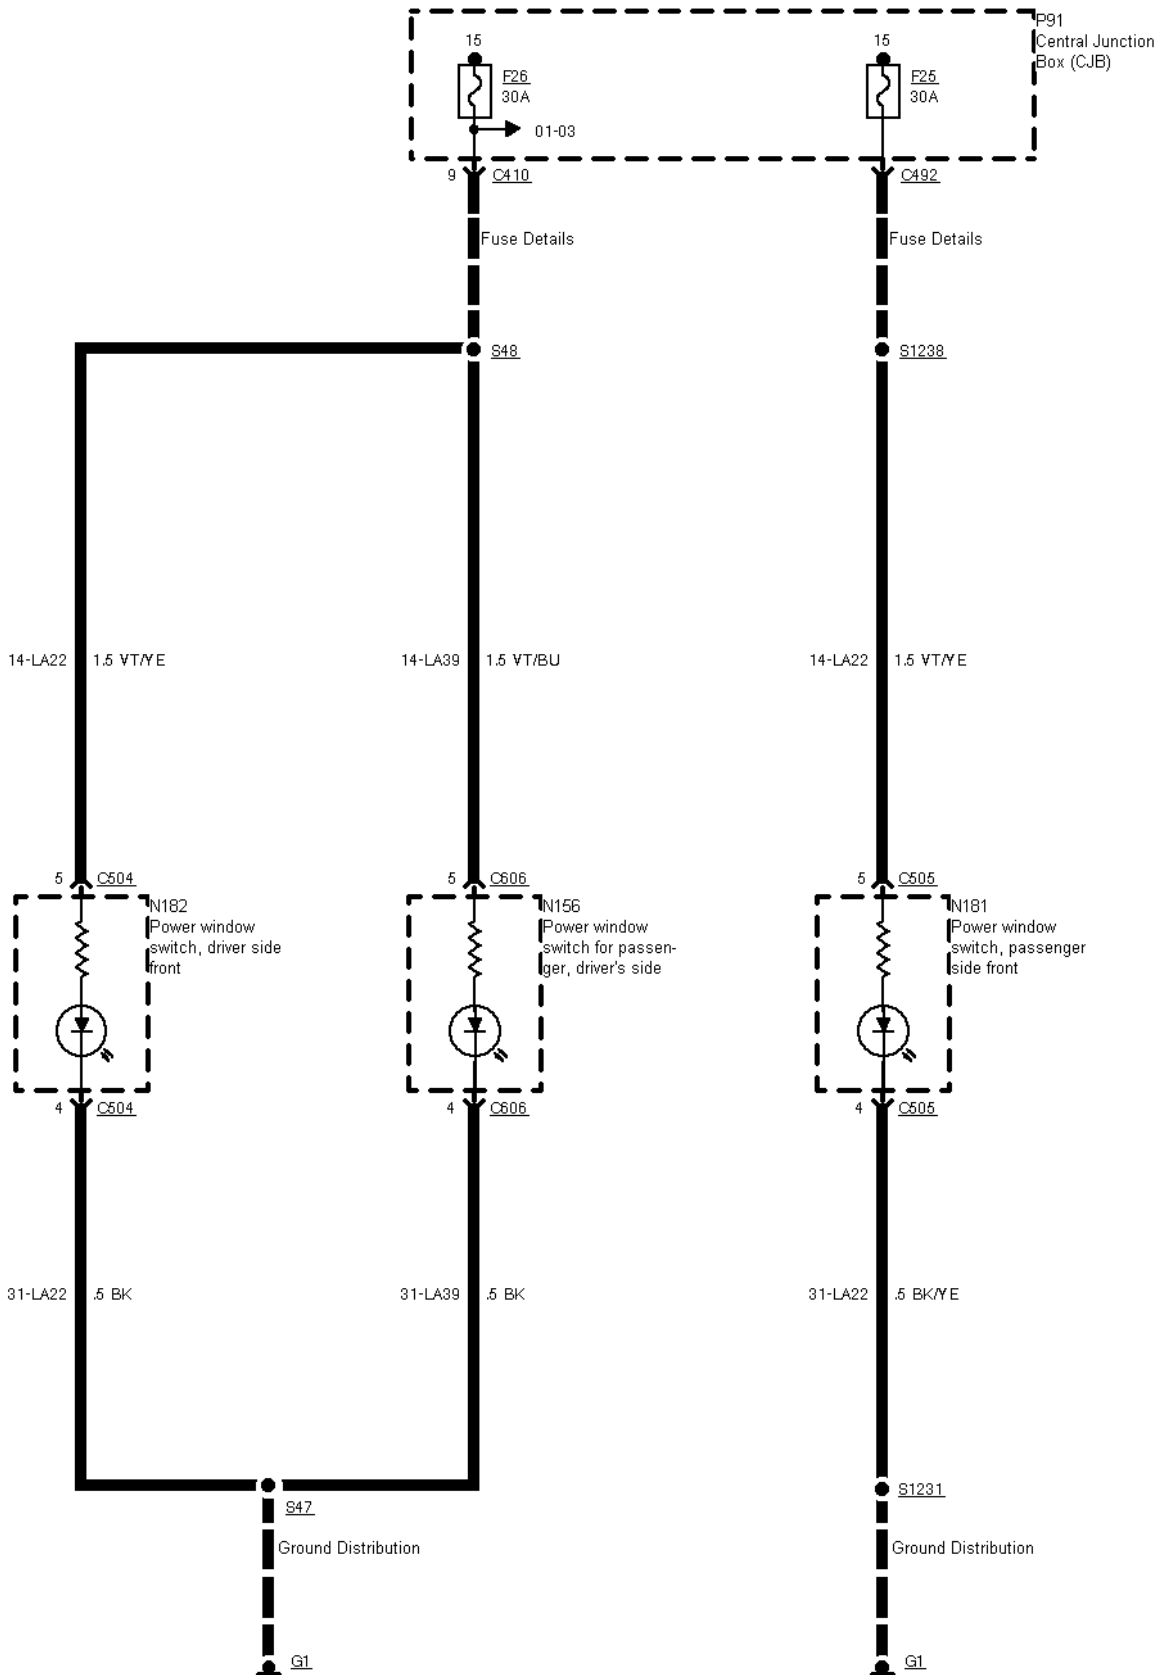 P91
Central Junction
Box (CJB)
15
15
F26
30A
F25
30A
01-03
9
C410
C492
Fuse Details
Fuse Details
S48
S1238
14-LA22
1.5 VT/YE
14-LA39
1.5 VT/BU
14-LA22
1.5 VT/YE
5
C504
5
C606
5
C505
N182
Power window
switch, driver side
front
N156
Power window
switch for passen-
ger, driver's side
N181
Power window
switch, passenger
side front
4
C504
4
C606
4
C505
31-LA22
.5 BK
31-LA39
.5 BK
31-LA22
.5 BK/YE
S47
S1231
Ground Distribution
Ground Distribution
G1
G1